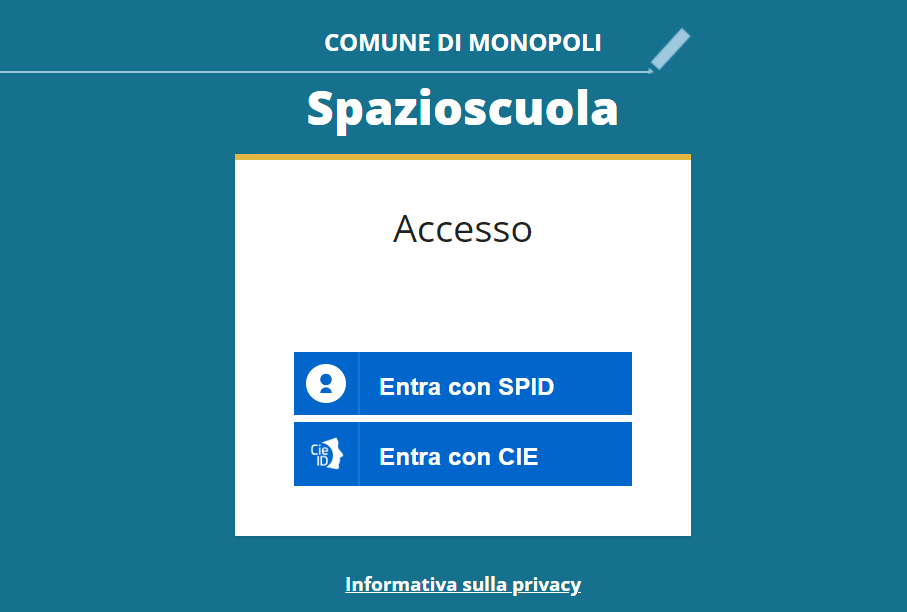 COMUNE DI MONOPOLI
Spazioscuola
Accesso
Entra con SPID
Cie
ID
Entra con CIE
Informativa sulla privacy